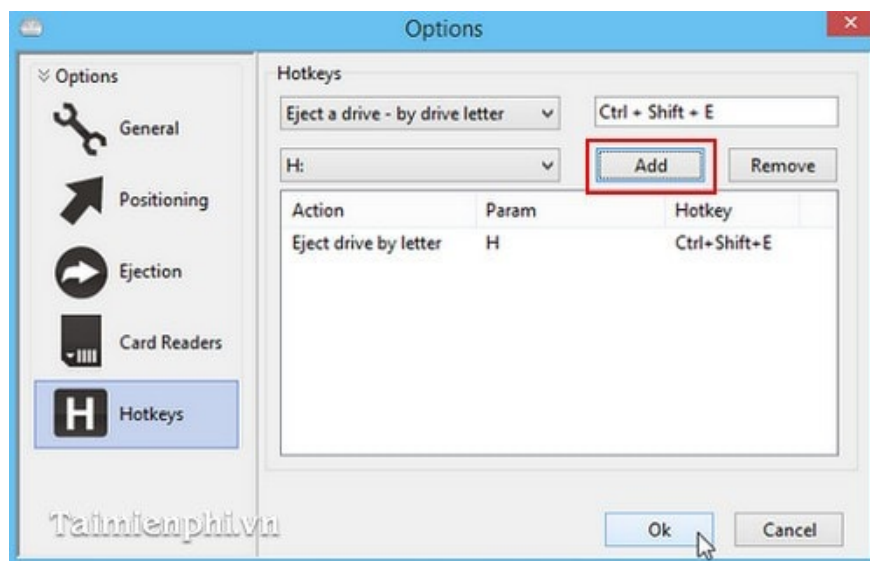 Options
Options
General
Positioning
Ejection
Card Readers
H Hotkeys
Hotkeys
Eject a drive - by drive letter Ctrl + Shift + E
H: Add Remove
Action Param Hotkey
Eject drive by letter H Ctrl+Shift+E
Taimienphi.vn
Ok Cancel